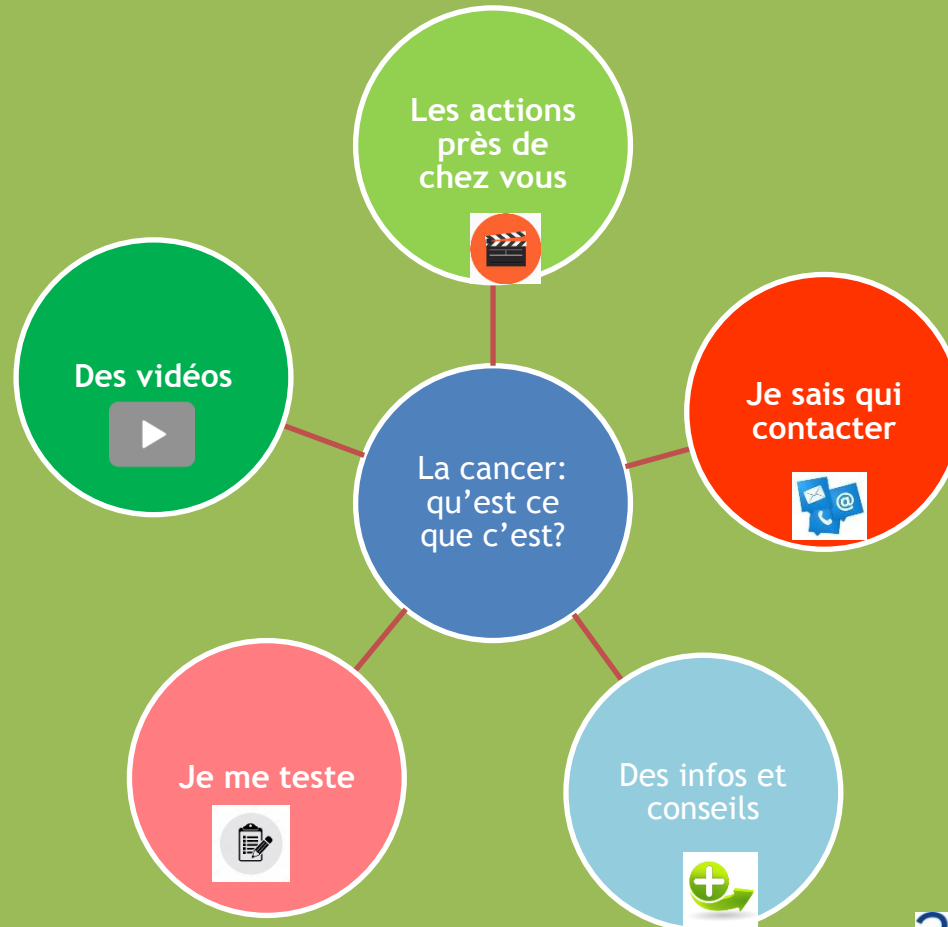 Les actions
près de
chez vous
Des vidéos
Je sais qui
contacter
La cancer:
qu’est ce
que c’est?
Je me teste
Des infos et
conseils
@